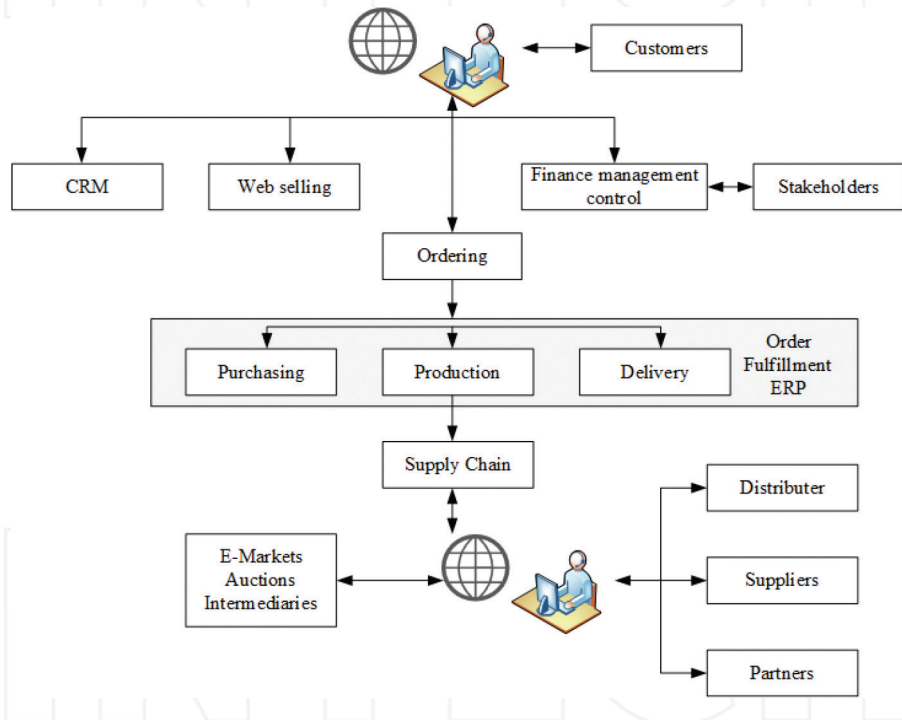 Customers
CRM
Web selling
Finance management
control
Stakeholders
Ordering
Purchasing
Production
Delivery
Order
Fulfillment
ERP
Supply Chain
Distributer
E-Markets
Auctions
Intermediaries
Suppliers
Partners